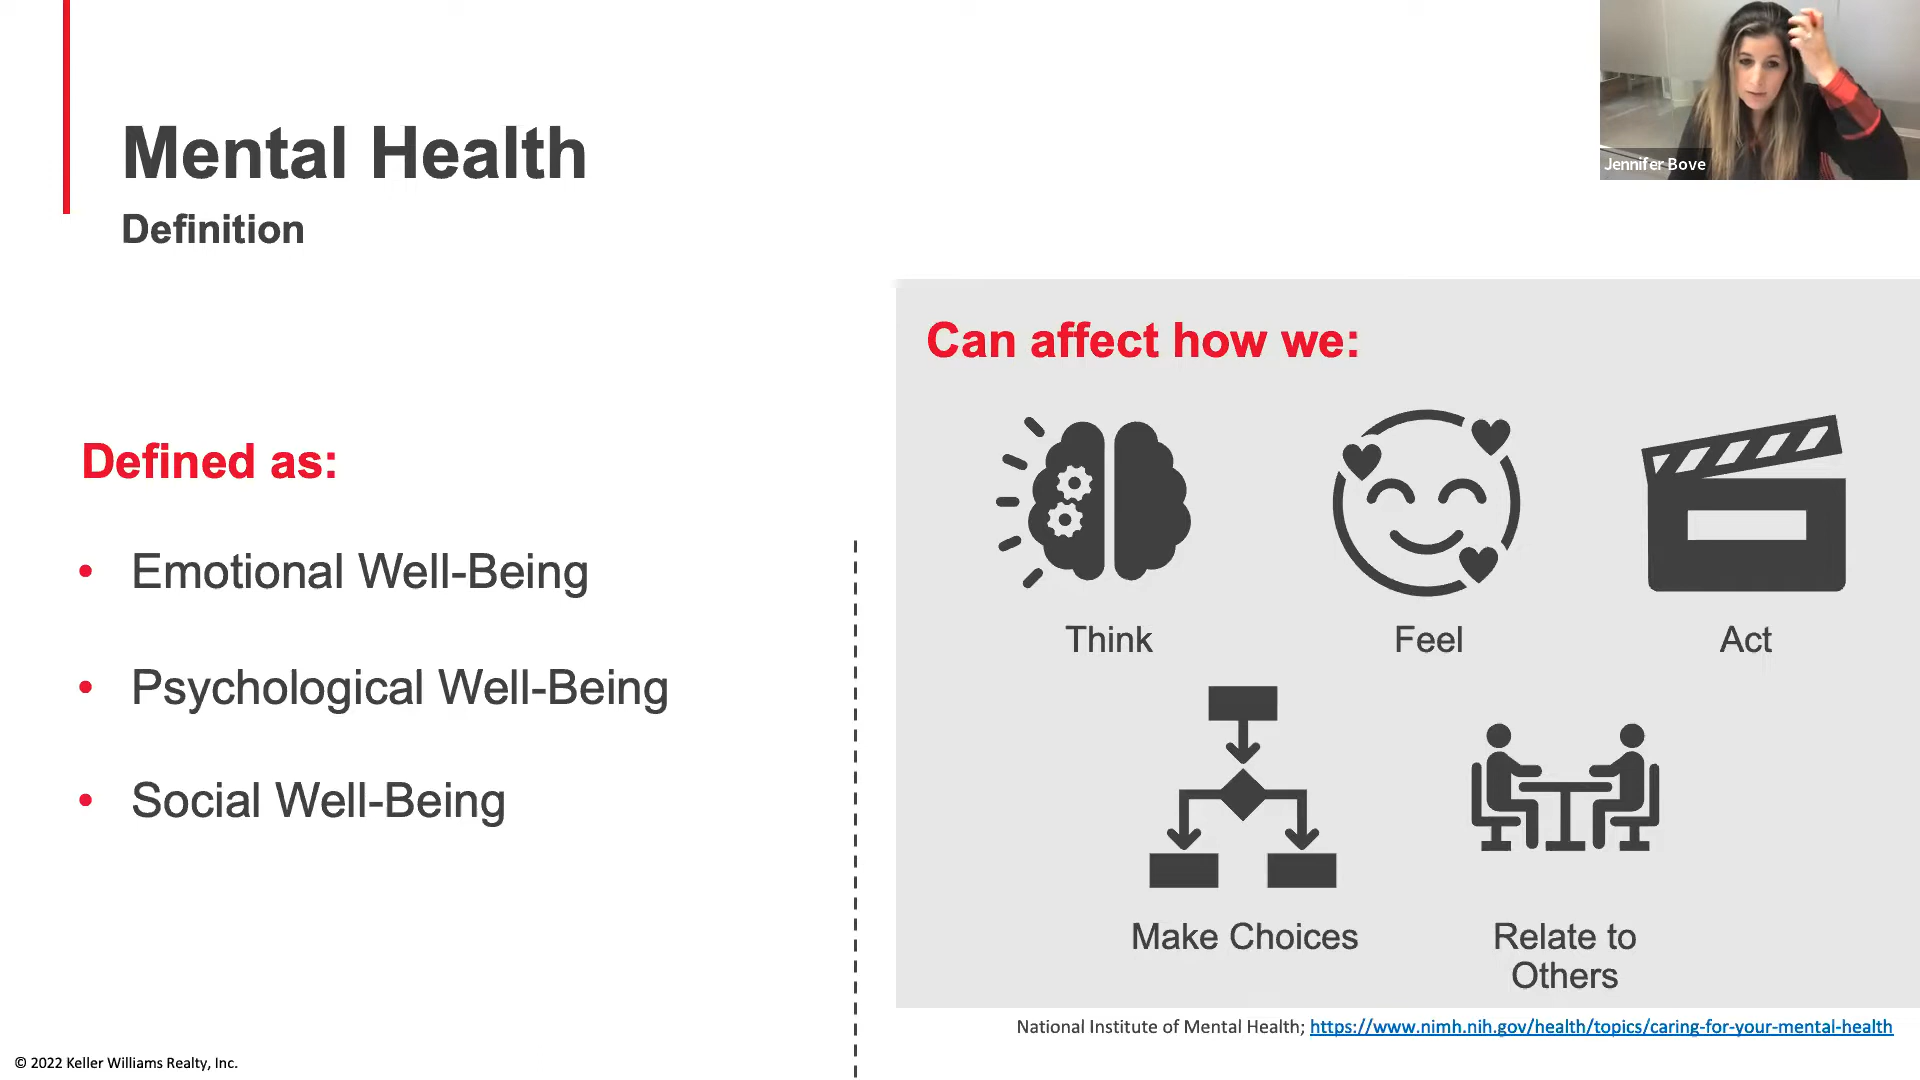 Mental Health
Definition
Jennifer Bove
Defined as:
• Emotional Well-Being
• Psychological Well-Being
• Social Well-Being
Can affect how we:
Think
Feel
Act
Make Choices
Relate to
Others
National Institute of Mental Health; https://www.nimh.nih.gov/health/topics/caring-for-your-mental-health
© 2022 Keller Williams Realty, Inc.